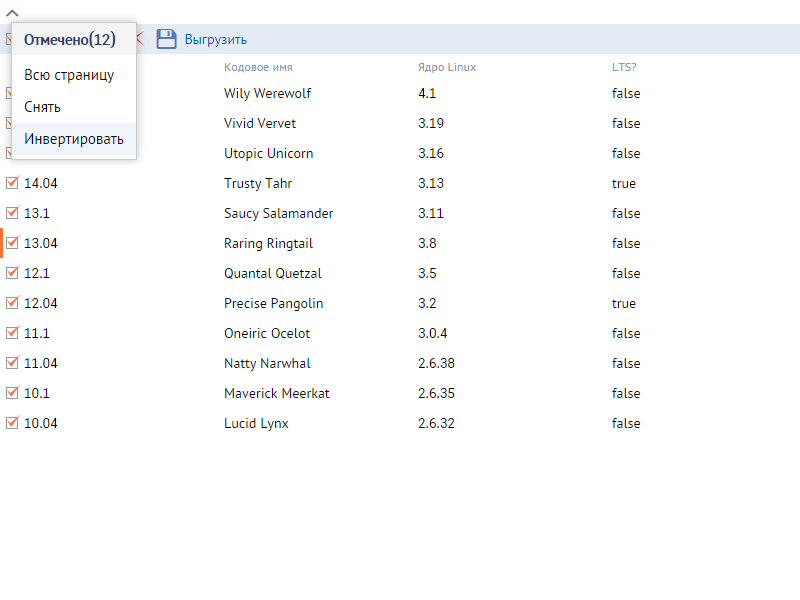 Отмечено(12) Выгрузить
Всю страницу
Снять
Инвертировать
Кодовое имя Ядро Linux LTS?
Wily Werewolf 4.1 false
Vivid Vervet 3.19 false
Utopic Unicorn 3.16 false
14.04 Trusty Tahr 3.13 true
13.1 Saucy Salamander 3.11 false
13.04 Raring Ringtail 3.8 false
12.1 Quantal Quetzal 3.5 false
12.04 Precise Pangolin 3.2 true
11.1 Oneiric Ocelot 3.0.4 false
11.04 Natty Narwhal 2.6.38 false
10.1 Maverick Meerkat 2.6.35 false
10.04 Lucid Lynx 2.6.32 false